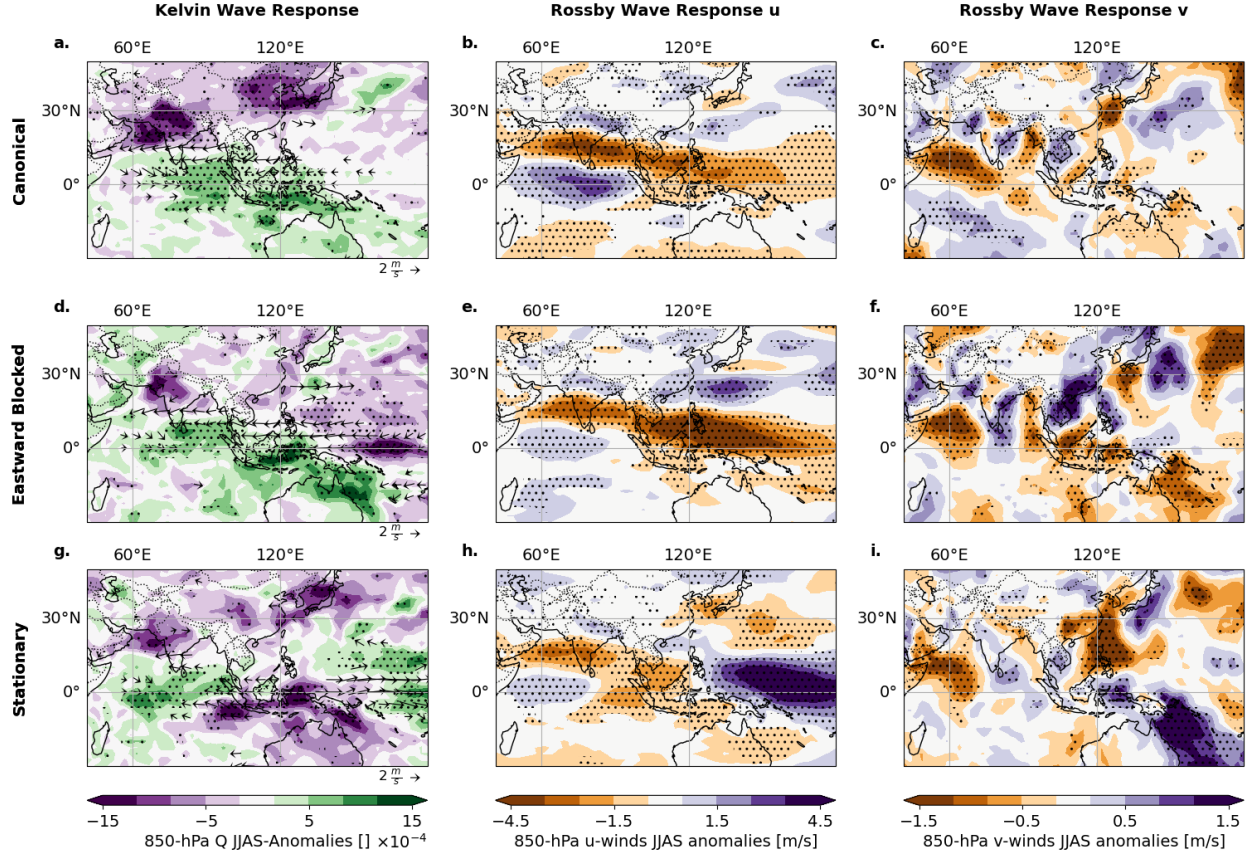 Kelvin Wave Response Rossby Wave Response u Rossby Wave Response v
a. b. c.
60°E 120°E 60°E 120°E 60°E 120°E
30°N 30°N 30°N
0° 0° 0°
Canonical
2 m/s →
d. e. f.
60°E 120°E 60°E 120°E 60°E 120°E
30°N 30°N 30°N
0° 0° 0°
Eastward Blocked
2 m/s →
g. h. i.
60°E 120°E 60°E 120°E 60°E 120°E
30°N 30°N 30°N
0° 0° 0°
Stationary
2 m/s →
−15 −5 5 15 −4.5 −1.5 1.5 4.5 −1.5 −0.5 0.5 1.5
850-hPa Q JJAS-Anomalies [] ×10⁻⁴ 850-hPa u-winds JJAS anomalies [m/s] 850-hPa v-winds JJAS anomalies [m/s]